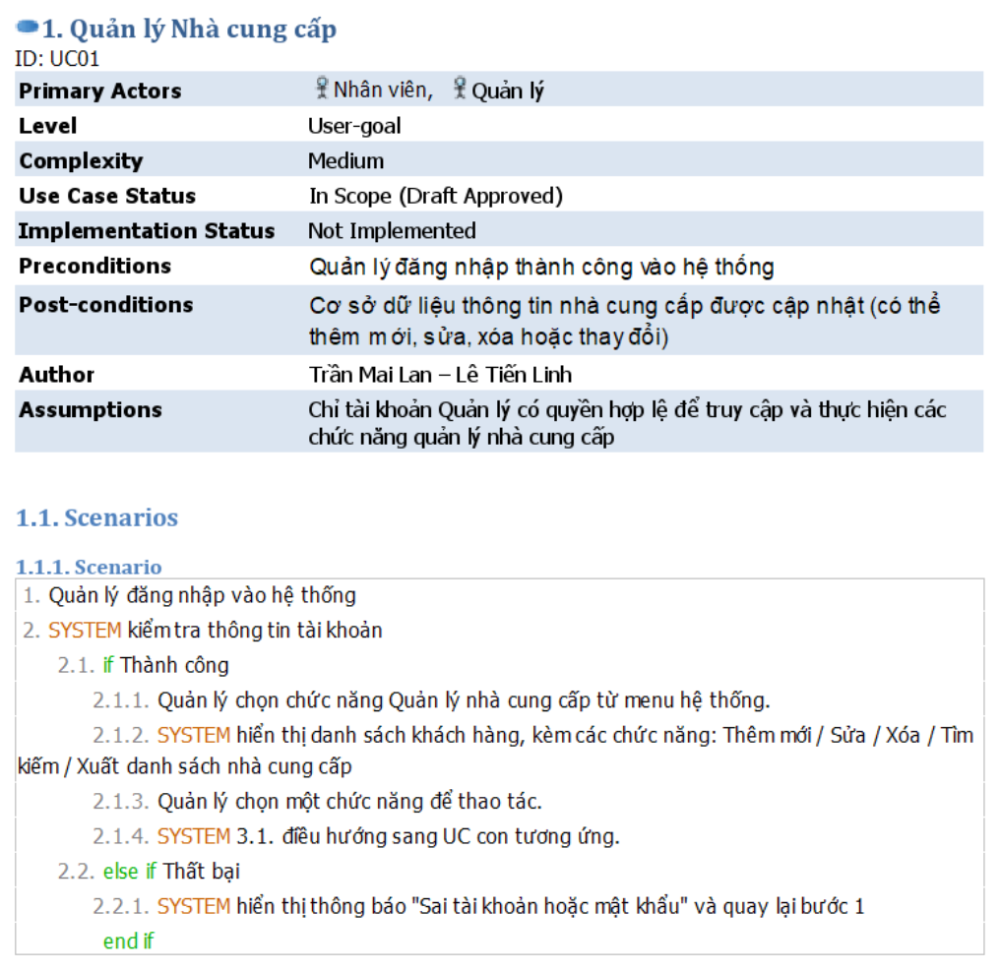 1. Quản lý Nhà cung cấp
ID: UC01
Primary Actors Nhân viên, Quản lý
Level User-goal
Complexity Medium
Use Case Status In Scope (Draft Approved)
Implementation Status Not Implemented
Preconditions Quản lý đăng nhập thành công vào hệ thống
Post-conditions Cơ sở dữ liệu thông tin nhà cung cấp được cập nhật (có thể
thêm mới, sửa, xóa hoặc thay đổi)
Author Trần Mai Lan – Lê Tiến Linh
Assumptions Chỉ tài khoản Quản lý có quyền hợp lệ để truy cập và thực hiện các
chức năng quản lý nhà cung cấp
1.1. Scenarios
1.1.1. Scenario
1. Quản lý đăng nhập vào hệ thống
2. SYSTEM kiểm tra thông tin tài khoản
2.1. if Thành công
2.1.1. Quản lý chọn chức năng Quản lý nhà cung cấp từ menu hệ thống.
2.1.2. SYSTEM hiển thị danh sách khách hàng, kèm các chức năng: Thêm mới / Sửa / Xóa / Tìm
kiếm / Xuất danh sách nhà cung cấp
2.1.3. Quản lý chọn một chức năng để thao tác.
2.1.4. SYSTEM 3.1. điều hướng sang UC con tương ứng.
2.2. else if Thất bại
2.2.1. SYSTEM hiển thị thông báo "Sai tài khoản hoặc mật khẩu" và quay lại bước 1
end if